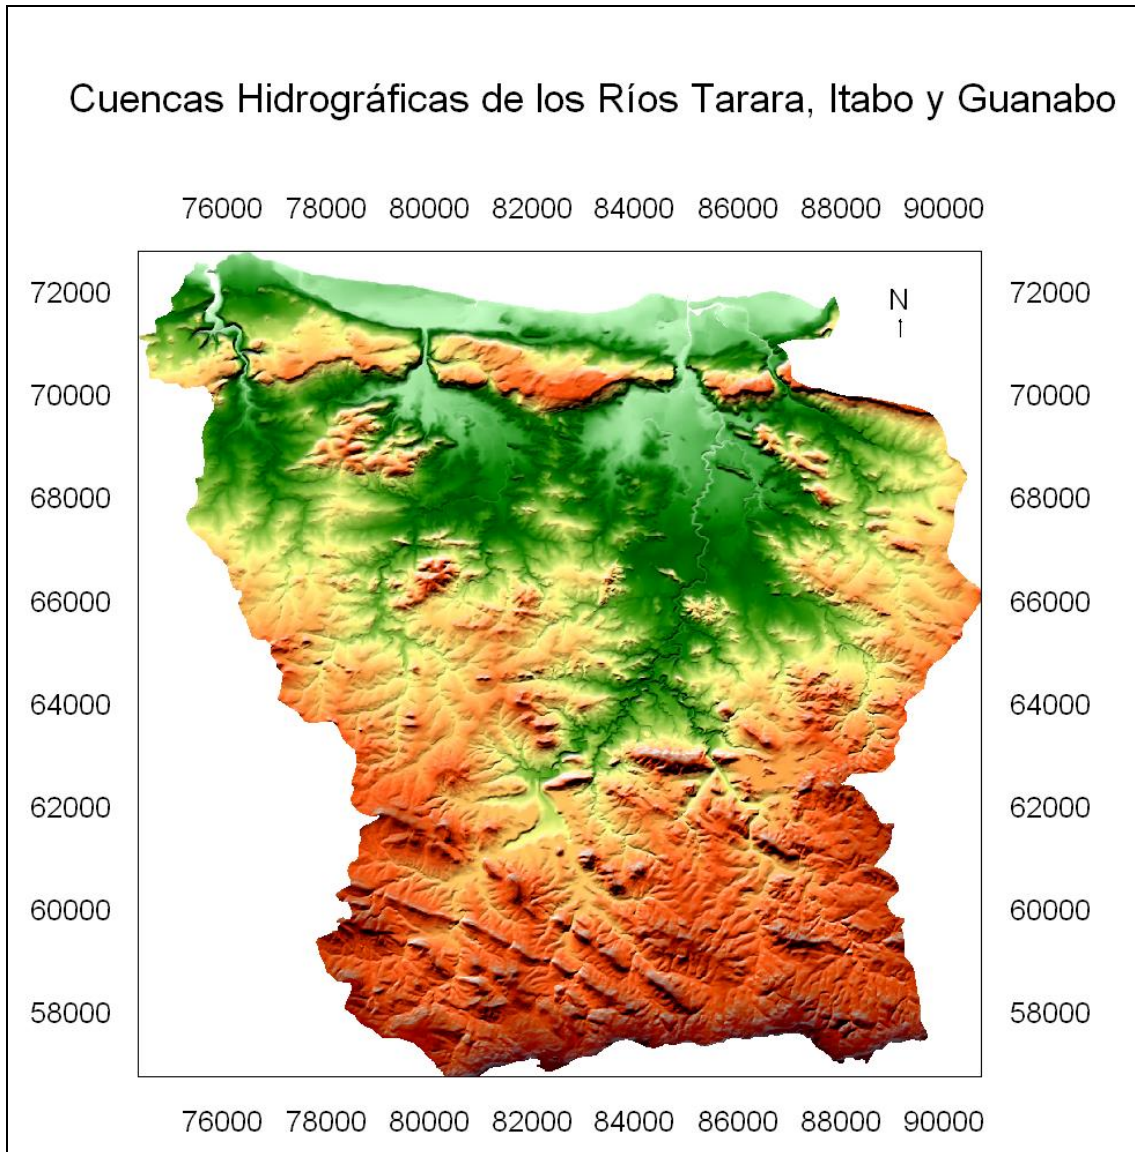 Cuencas Hidrográficas de los Ríos Tarara, Itabo y Guanabo
76000 78000 80000 82000 84000 86000 88000 90000
72000 72000
N
70000 70000
68000 68000
66000 66000
64000 64000
62000 62000
60000 60000
58000 58000
76000 78000 80000 82000 84000 86000 88000 90000